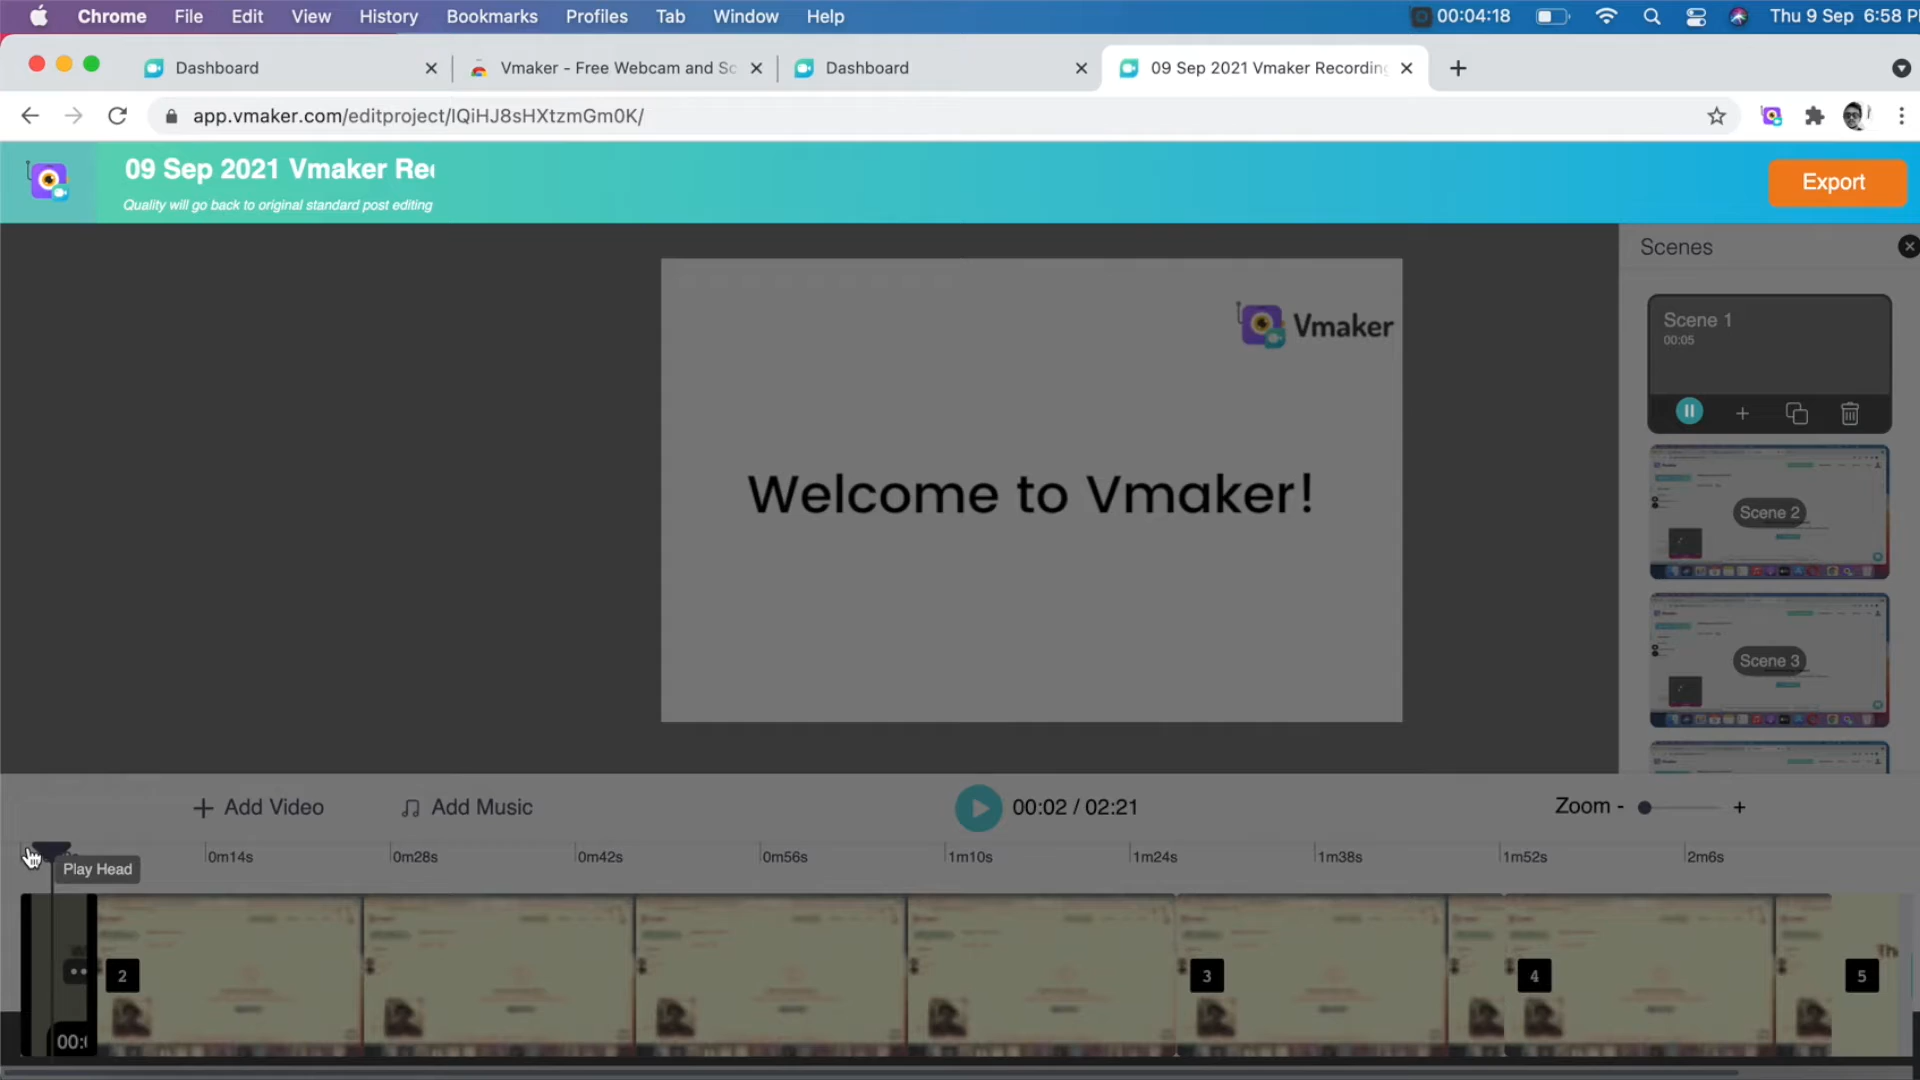 Chrome File Edit View History Bookmarks Profiles Tab Window Help 00:04:18 Thu 9 Sep 6:58
Dashboard Vmaker - Free Webcam and Sc Dashboard 09 Sep 2021 Vmaker Recording
app.vmaker.com/editproject/IQiHJ8sHXtzmGm0K/
09 Sep 2021 Vmaker Rec
Quality will go back to original standard post editing
Export
Scenes
Scene 1
00:05
Vmaker
Welcome to Vmaker!
Scene 2
Scene 3
+ Add Video Add Music 00:02 / 02:21 Zoom - +
0m14s 0m28s 0m42s 0m56s 1m10s 1m24s 1m38s 1m52s 2m6s
Play Head
2 3 4 5